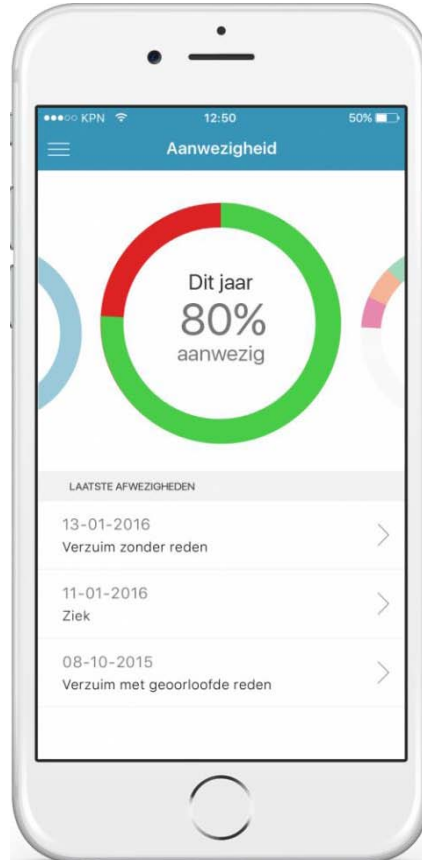 KPN 12:50 50%
Aanwezigheid
Dit jaar
80%
aanwezig
LAATSTE AFWEZIGHEDEN
13-01-2016
Verzuim zonder reden
11-01-2016
Ziek
08-10-2015
Verzuim met geoorloofde reden